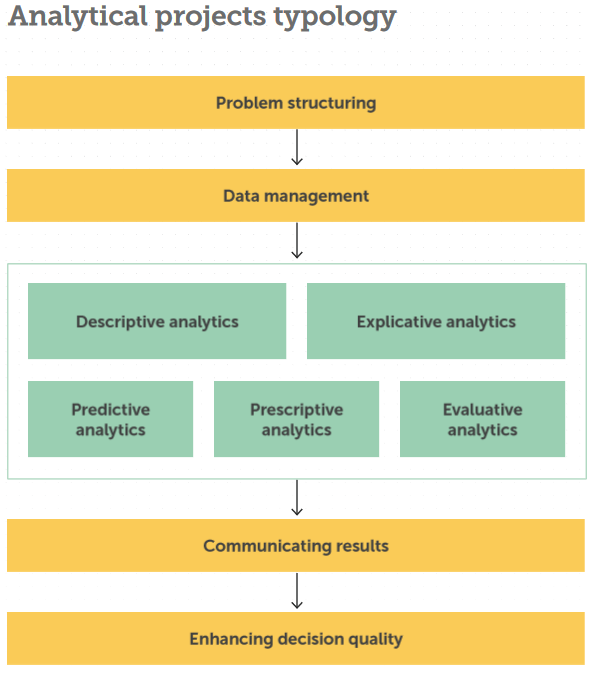 Analytical projects typology
Problem structuring
Data management
Descriptive analytics
Explicative analytics
Predictive
analytics
Prescriptive
analytics
Evaluative
analytics
Communicating results
Enhancing decision quality